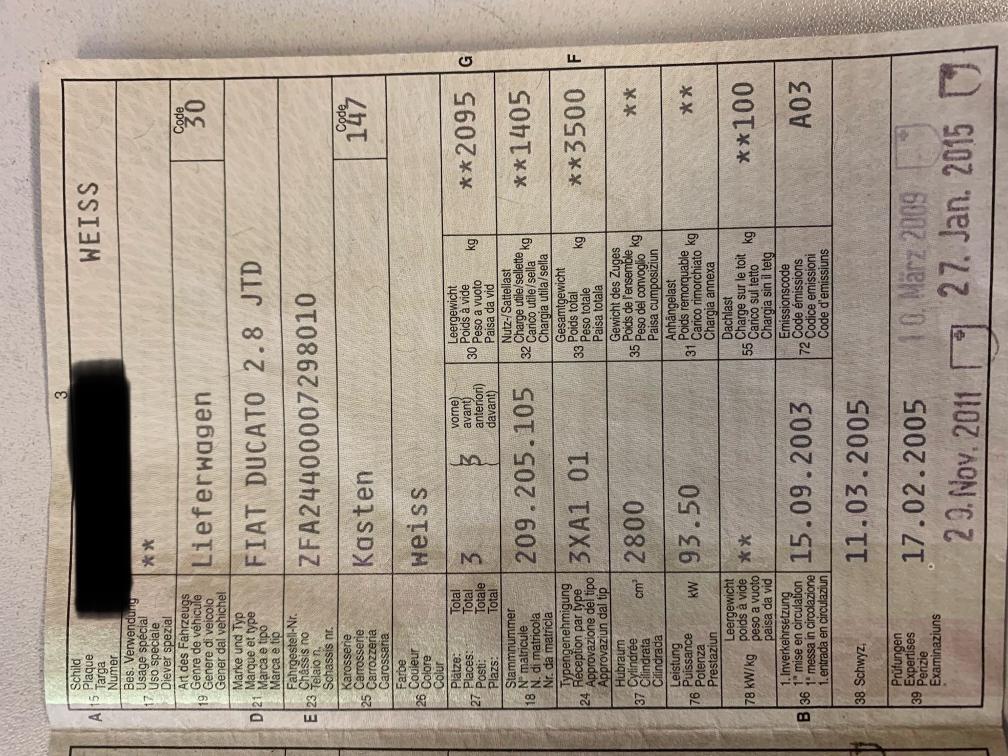 3
A 15 Schild WEISS
Plaque
Targa
Numer
17 Bes. Verwendung **
Usage spécial
Uso speciale
Diever spezial
19 Art des Fahrzeugs Lieferwagen Code 30
Genre de véhicule
Genere di veicolo
Gener da vehichel
D 21 Marke und Typ FIAT DUCATO 2.8 JTD
Marque et type
Marca e tipo
Marca e tip
E 23 Fahrgestell-Nr. ZFA24400007298010
Châssis no
Telaio n.
Schassis nr.
25 Karosserie Kasten Code 147
Carrosserie
Carrozzeria
Carossaria
26 Farbe Weiss
Couleur
Colore
Colur
27 Plätze: Total 3 3 vorne)
Places: Total avant)
Posti: Totale anteriori)
Plazs: Total davant)
30 Leergewicht **2095 G
Poids à vide
Peso a vuoto kg
Paisa da vid
18 Stammnummer 209.205.105
N° matricule
N. di matricola
Nr. da matricla
32 Nutz-/Sattellast **1405
Charge utile/sellette
Carico utile/sella kg
Chargia utila/sella
24 Typengenehmigung 3XA1 01
Réception par type
Approvazione del tipo
Approvaziun dal tip
33 Gesamtgewicht **3500 F
Poids total
Peso totale kg
Paisa totala
37 Hubraum cm³ 2800
Cylindrée
Cilindrata
Cilindrada
35 Gewicht des Zuges **
Poids de l'ensemble
Peso del convoglio kg
Paisa cumposiziun
76 Leistung kW 93.50
Puissance
Potenza
Prestaziun
31 Anhängelast **
Poids remorquable
Carico rimorchiato kg
Chargia annexa
78 kW/kg Leergewicht **
poids à vide
peso a vuoto
paisa da vid
55 Dachlast **100
Charge sur le toit
Carico sul tetto kg
Chargia sin il tetg
B 36 1. Inverkehrsetzung 15.09.2003
1re mise en circulation
1a messa in circolazione
1. entrada en circulaziun
72 Emissionscode A03
Code émissions
Codice emissioni
Code d'emissiuns
38 Schwyz, 11.03.2005
39 Prüfungen 17.02.2005 10. März 2009
Expertises
Perizie
Examinaziuns
29. Nov. 2011 27. Jan. 2015